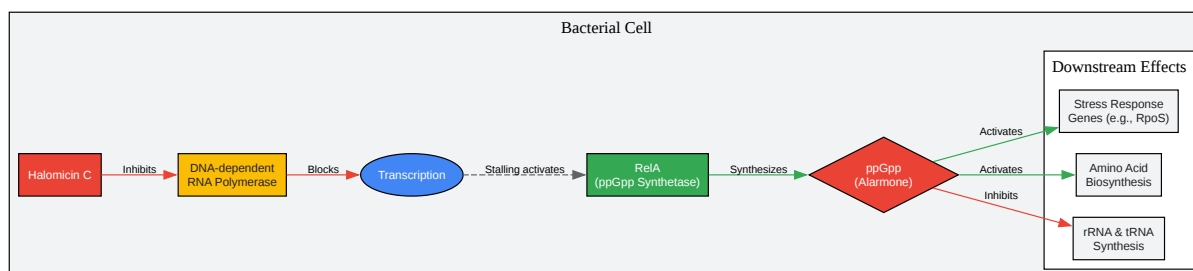 Bacterial Cell
Downstream Effects
Halomicin C
Inhibits
DNA-dependent
RNA Polymerase
Blocks
Transcription
Stalling activates
RelA
(ppGpp Synthetase)
Synthesizes
ppGpp
(Alarmone)
Activates
Stress Response
Genes (e.g., RpoS)
Activates
Amino Acid
Biosynthesis
Inhibits
rRNA & tRNA
Synthesis